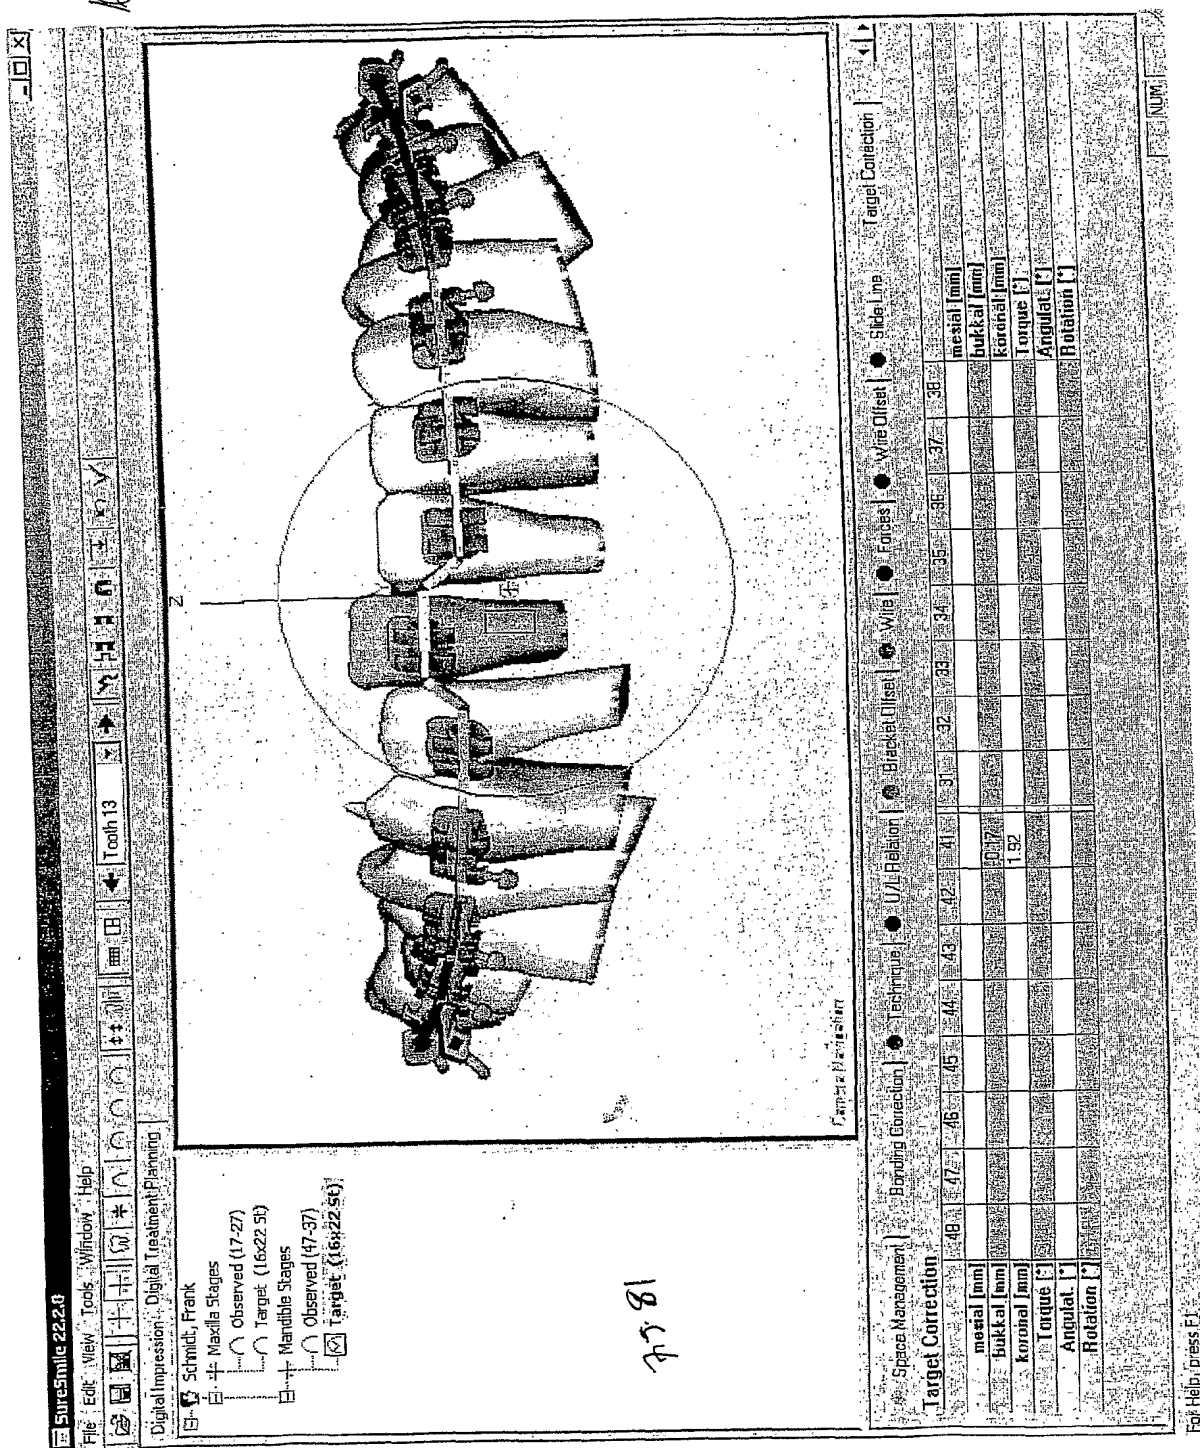 SureSmile 22.2.0
File Edit View Tools Window Help
Tooth 13
Digital Impression Digital Treatment Planning
Schmidt, Frank
Maxilla Stages
Observed (17-27)
Target (16x22 St)
Mandible Stages
Observed (47-37)
Target (16x22 St)
Z
Space Management Bonding Correction Technique U/L Relation Bracket Offset Wire Forces Wire Offset Slide Line Target Correction
Target Correction
48 47 46 45 44 43 42 41 31 32 33 34 35 36 37 38
mesial [mm] mesial [mm]
bukkal [mm] 0.17 bukkal [mm]
koronal [mm] 1.92 koronal [mm]
Torque [°] Torque [°]
Angulat. [°] Angulat. [°]
Rotation [°] Rotation [°]
For Help, press F1
NUM